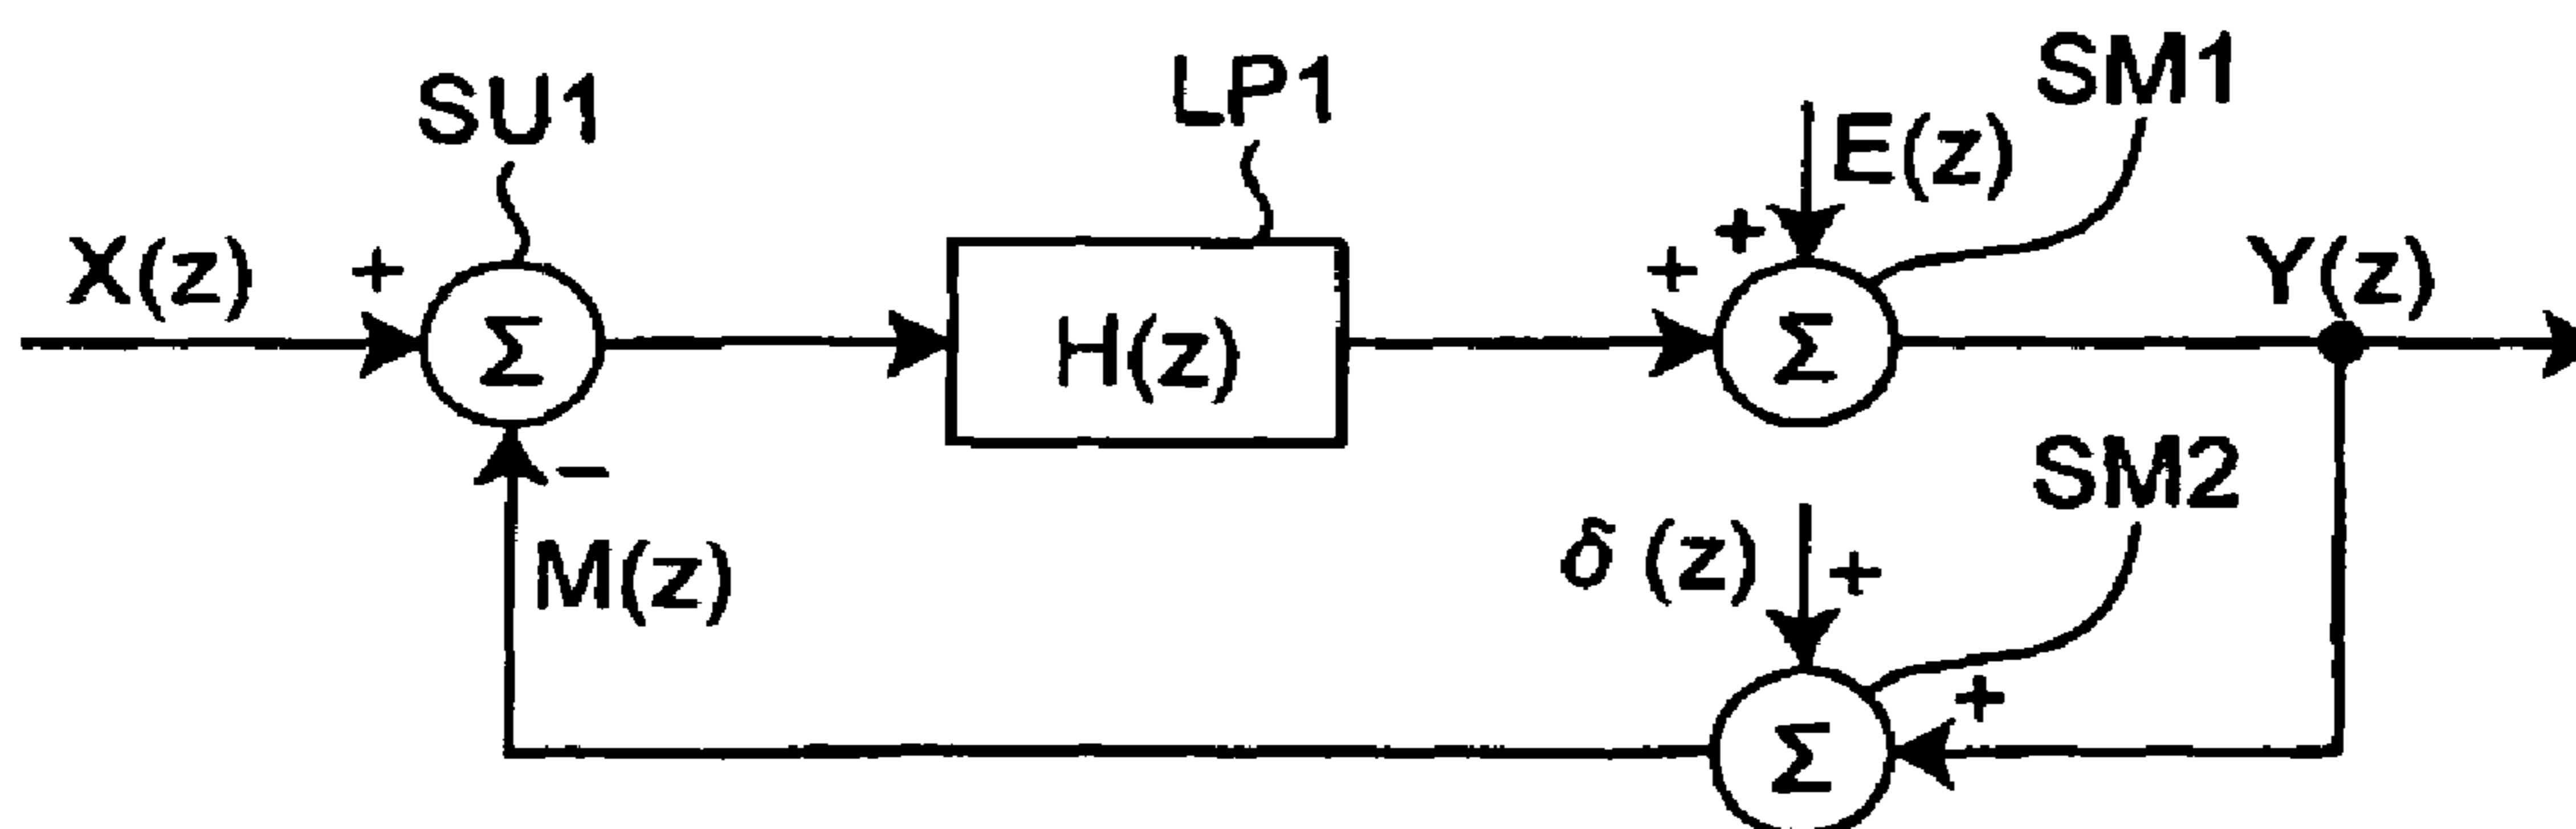 SU1
LP1
SM1
E(z)
X(z)
+
+
+
Y(z)
Σ
H(z)
Σ
−
SM2
M(z)
δ (z)
+
+
Σ